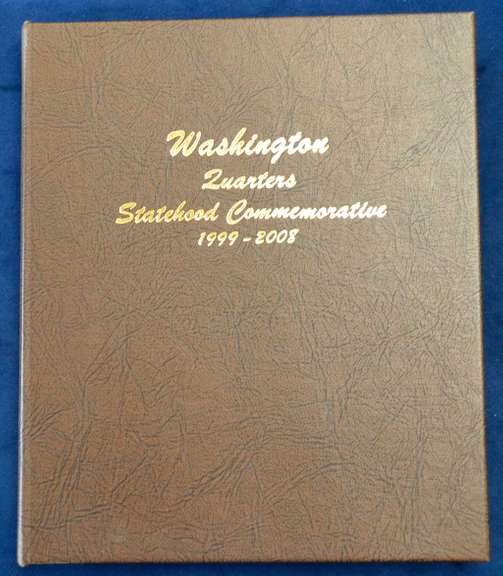 Washington
Quarters
Statehood Commemorative
1999-2008